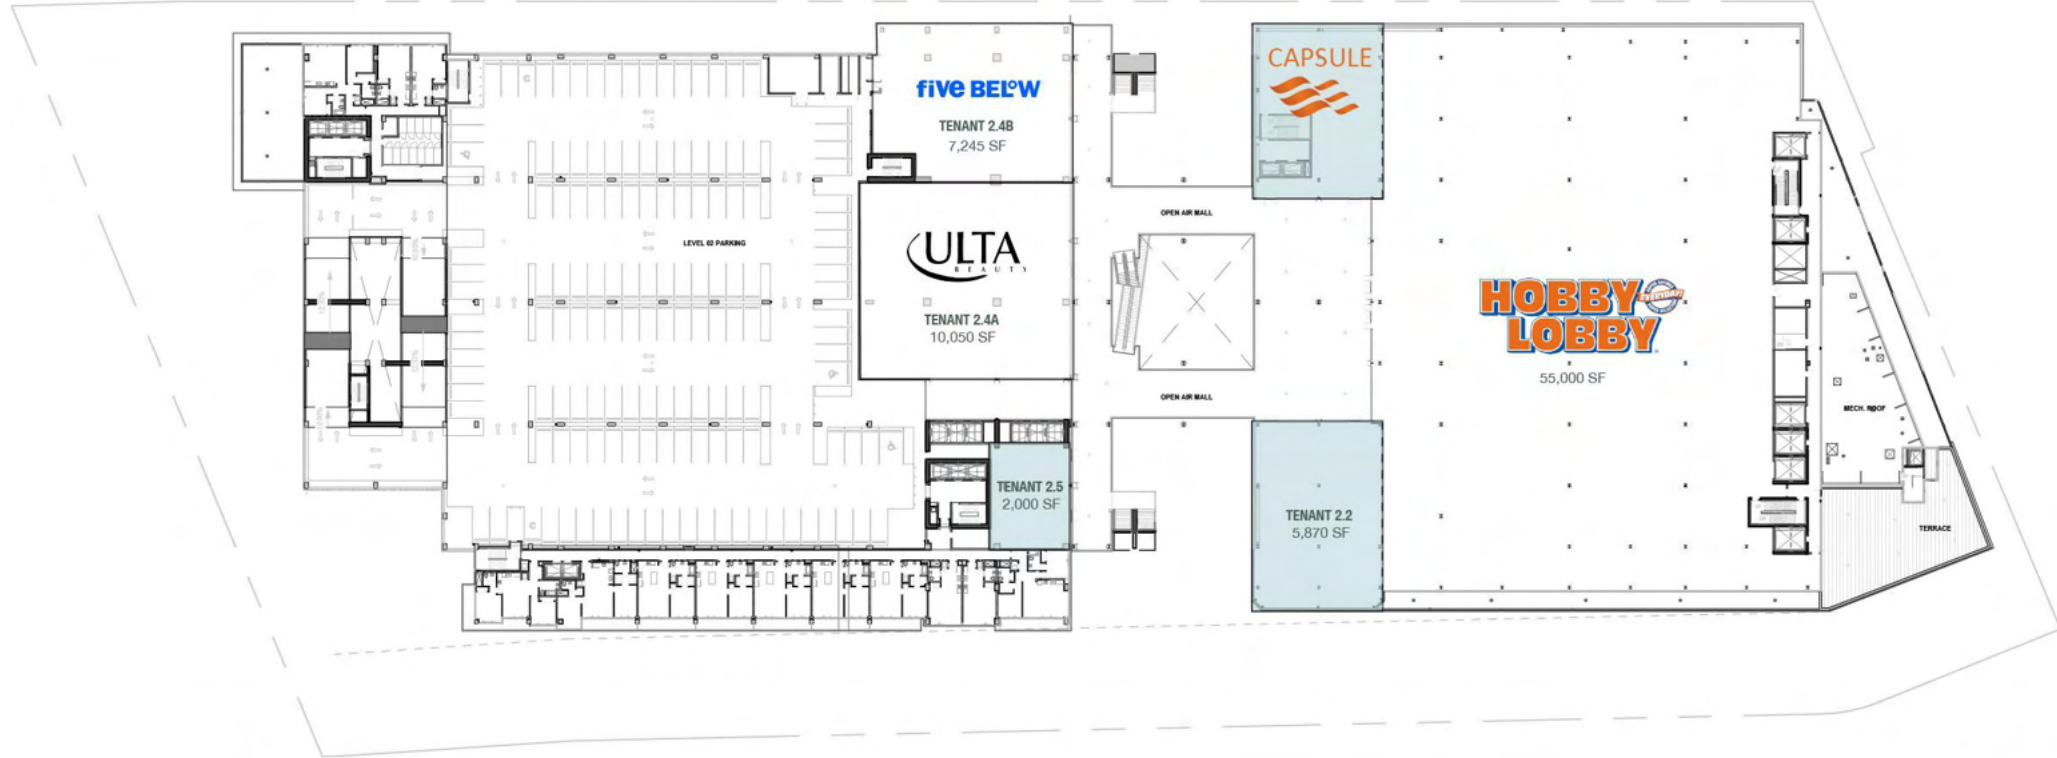 CAPSULE
fiVe BEL°W
TENANT 2.4B
7,245 SF
LEVEL 02 PARKING
ULTA
BEAUTY
TENANT 2.4A
10,050 SF
OPEN AIR MALL
OPEN AIR MALL
HOBBY
LOBBY
EVERYDAY!
55,000 SF
MECH. ROOF
TENANT 2.5
2,000 SF
TENANT 2.2
5,870 SF
TERRACE